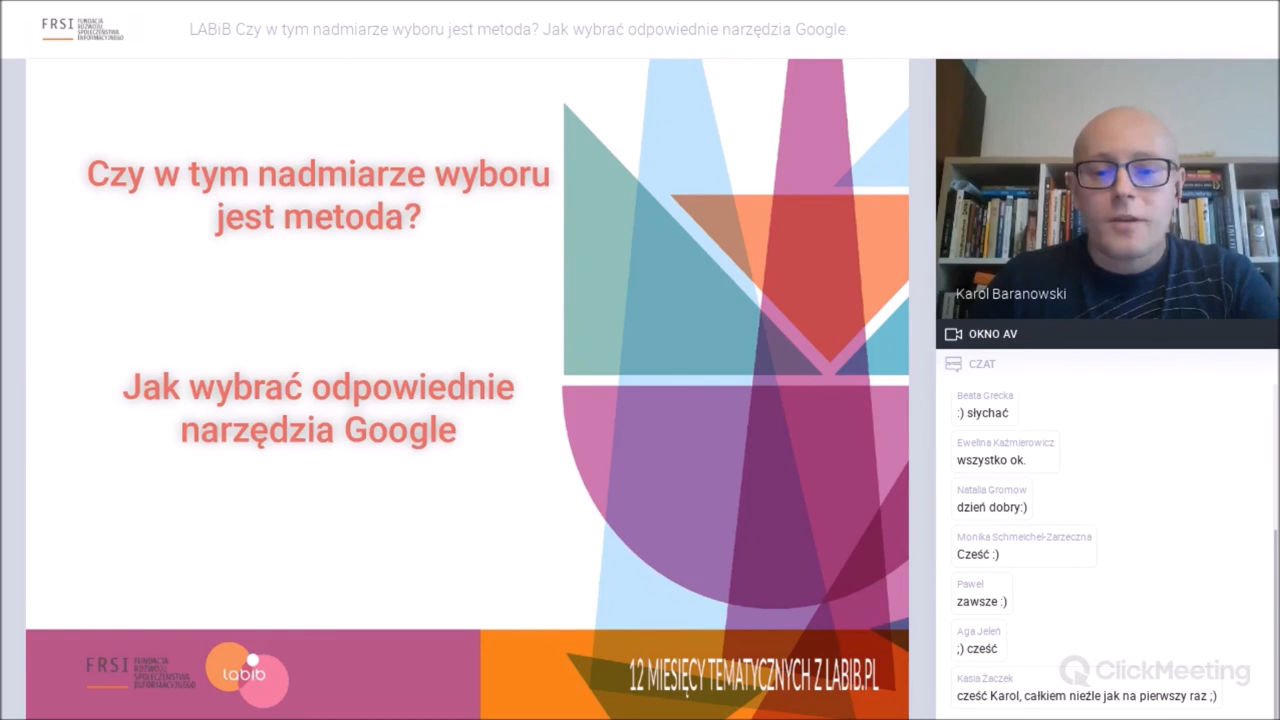 FRSI FUNDACJA
ROZWOJU
SPOŁECZEŃSTWA
INFORMACYJNEGO
LABiB Czy w tym nadmiarze wyboru jest metoda? Jak wybrać odpowiednie narzędzia Google.
Czy w tym nadmiarze wyboru
jest metoda?
Jak wybrać odpowiednie
narzędzia Google
FRSI FUNDACJA
ROZWOJU
SPOŁECZEŃSTWA
INFORMACYJNEGO
labib
12 MIESIĘCY TEMATYCZNYCH Z LABIB.PL
Karol Baranowski
OKNO AV
CZAT
Beata Grecka
:) słychać
Ewelina Kaźmierowicz
wszystko ok.
Natalia Gromow
dzień dobry:)
Monika Schmeichel-Zarzeczna
Cześć :)
Paweł
zawsze :)
Aga Jeleń
;) cześć
Kasia Żaczek
cześć Karol, całkiem nieźle jak na pierwszy raz ;)
ClickMeeting